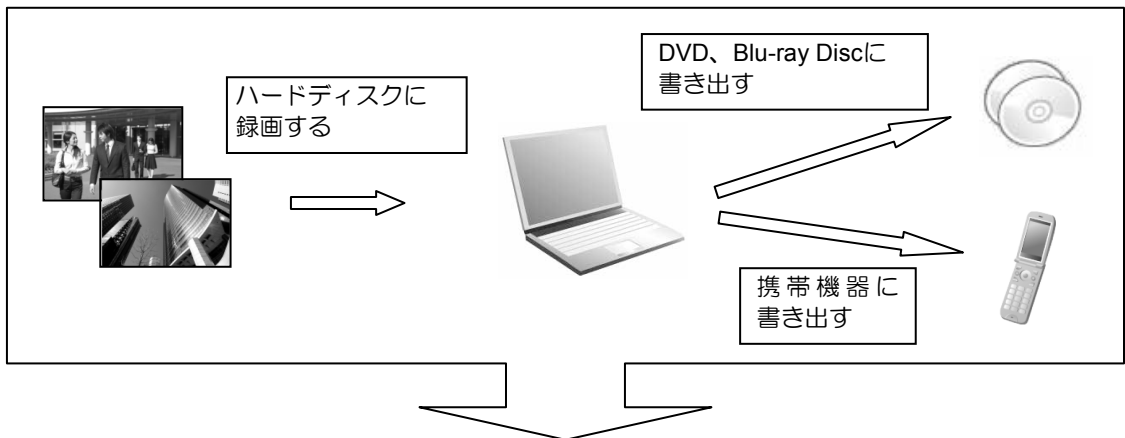 ハードディスクに
録画する
DVD、Blu-ray Discに
書き出す
携帯機器に
書き出す